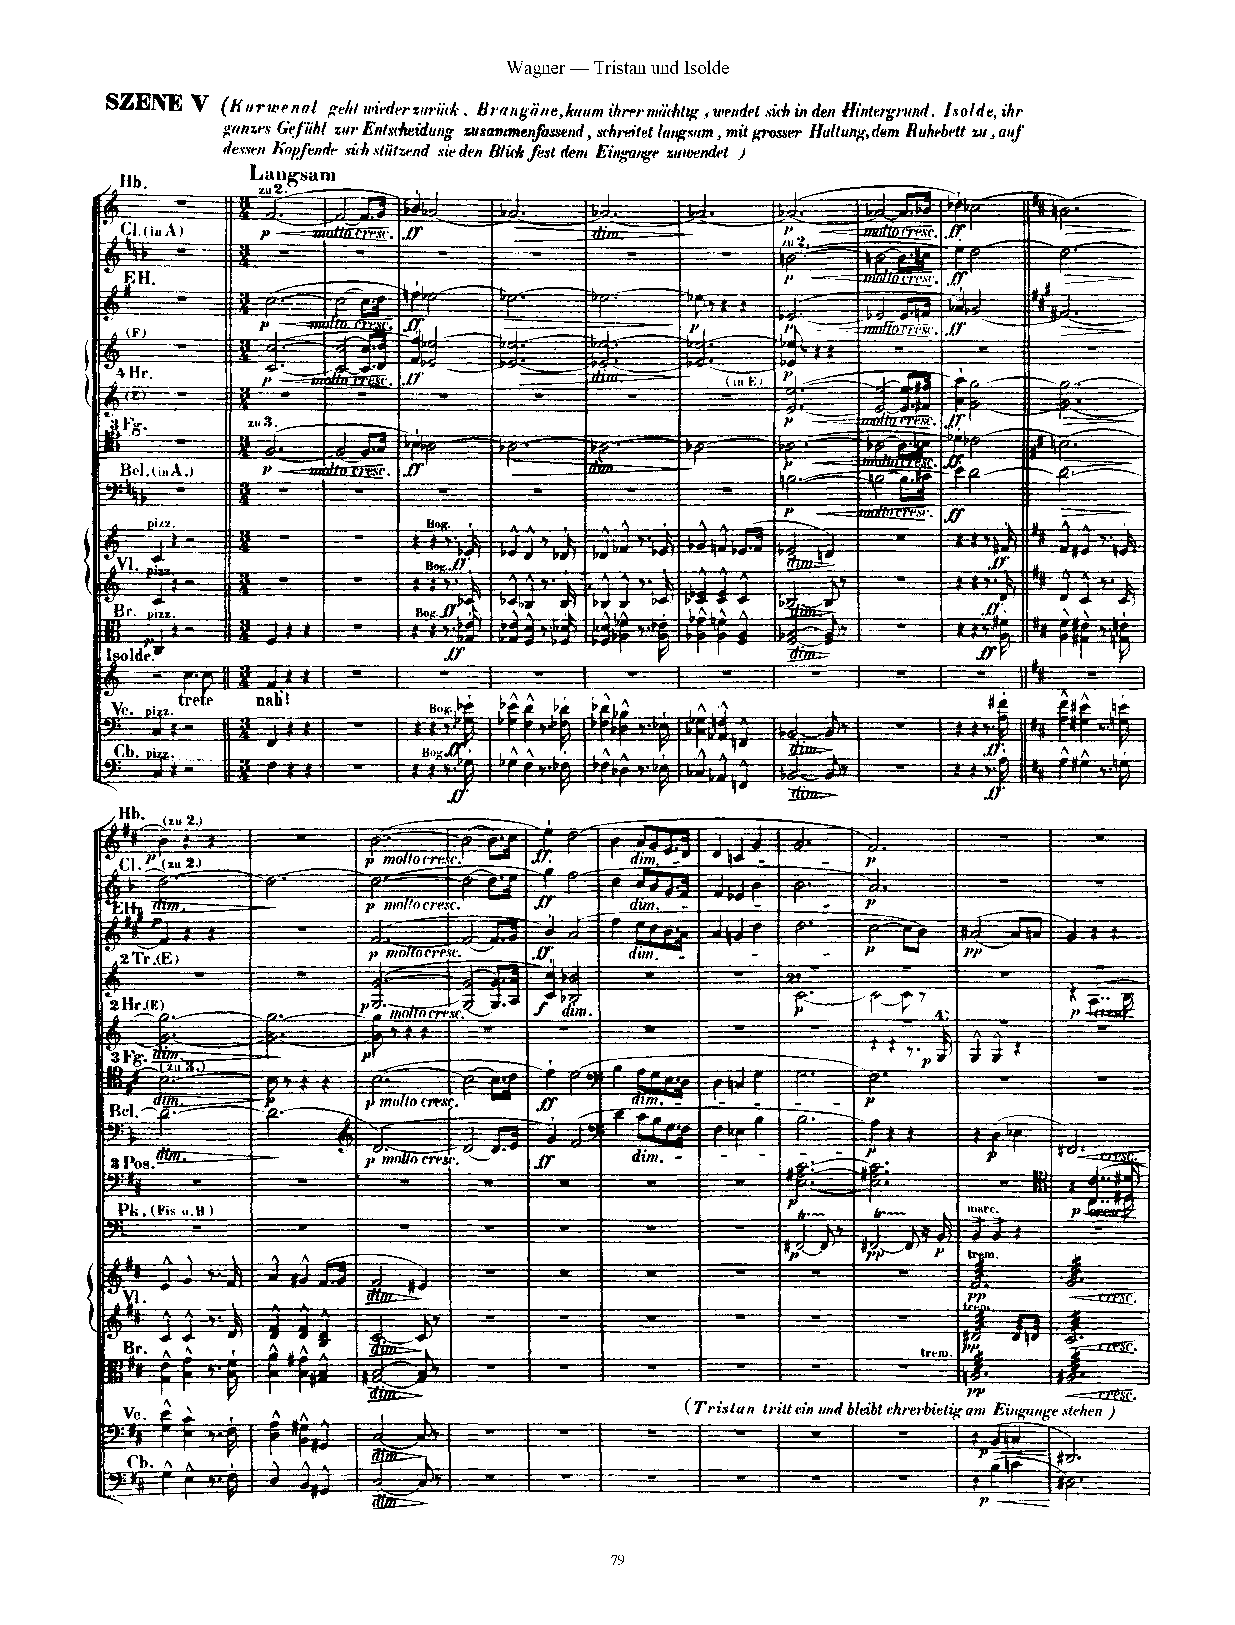 Wagner — Tristan und Isolde
SZENE V (Kurwenal geht wieder zurück. Brangäne, kaum ihrer mächtig, wendet sich in den Hintergrund. Isolde, ihr
ganzes Gefühl zur Entscheidung zusammenfassend, schreitet langsam, mit grosser Haltung, dem Ruhebett zu, auf
dessen Kopfende sich stützend sie den Blick fest dem Eingange zuwendet )
Langsam
Hb.
zu 2.
Cl.(in A) p molto cresc. ff dim. p molto cresc. ff
zu 2.
EH. p molto cresc. ff
(F) p molto cresc. ff p p molto cresc. ff
4 Hr. p molto cresc. ff dim. (in E) p
(E)
3 Fg. zu 3. p molto cresc. ff
Bcl.(in A.) p molto cresc. ff dim. p molto cresc. ff
p molto cresc. ff
pizz. Bog.
Vl. pizz. Bog. ff dim. ff
Br. pizz. Bog. ff dim. ff
p
Isolde. ff dim. ff
trete nah!
Vc. pizz. Bog.
Cb. pizz. Bog. ff dim. ff
ff dim. ff
Hb. (zu 2.)
Cl. p (zu 2.) p molto cresc. ff dim. - - - p
EH. dim. p molto cresc. ff dim. - - - p
2 Tr.(E) p molto cresc. ff dim. - p pp
2 Hr.(E) p molto cresc. f dim. p p cresc.
3 Fg. dim. p p
(zu 3.)
Bcl. dim. p p molto cresc. ff dim. - - - - p
3 Pos. dim. p molto cresc. ff dim. - - - - p p cresc.
Pk. (Fis u. H) p tr tr marc. p cresc.
p pp p trem.
Vl. dim. pp cresc.
trem.
Br. dim. trem. pp cresc.
dim. pp cresc.
Vc. (Tristan tritt ein und bleibt ehrerbietig am Eingange stehen )
Cb. dim. p
dim. p
79